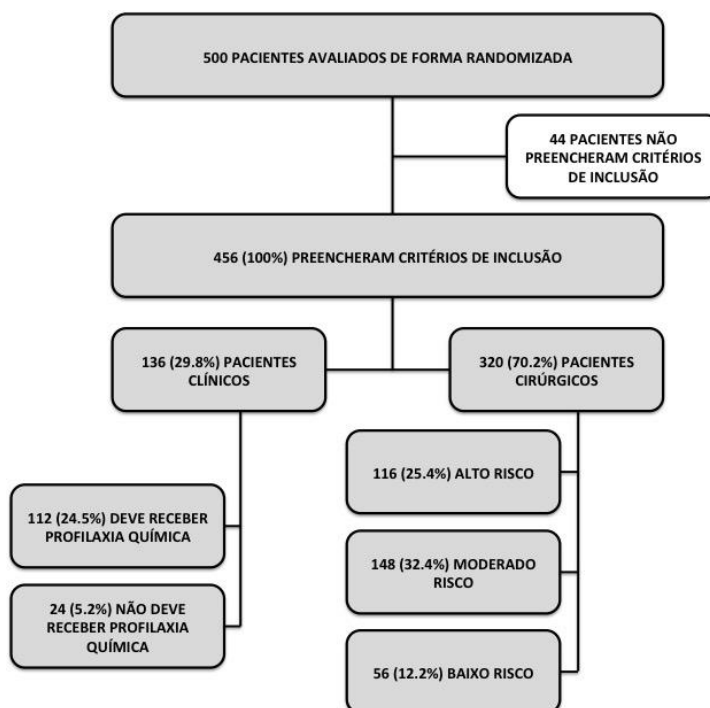 500 PACIENTES AVALIADOS DE FORMA RANDOMIZADA
44 PACIENTES NÃO
PREENCHERAM CRITÉRIOS
DE INCLUSÃO
456 (100%) PREENCHERAM CRITÉRIOS DE INCLUSÃO
136 (29.8%) PACIENTES
CLÍNICOS
320 (70.2%) PACIENTES
CIRÚRGICOS
112 (24.5%) DEVE RECEBER
PROFILAXIA QUÍMICA
24 (5.2%) NÃO DEVE
RECEBER PROFILAXIA
QUÍMICA
116 (25.4%) ALTO RISCO
148 (32.4%) MODERADO
RISCO
56 (12.2%) BAIXO RISCO